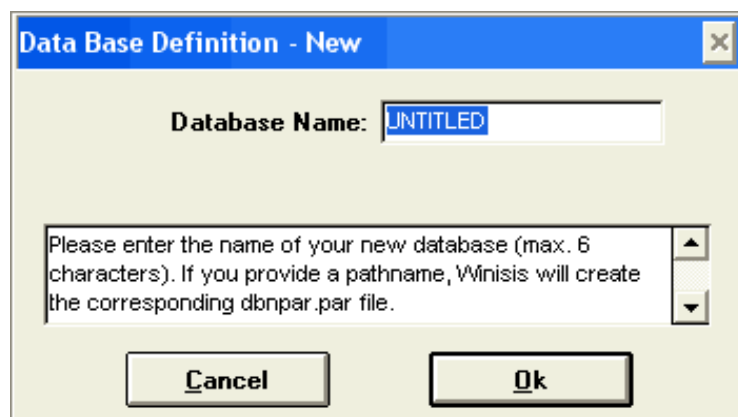 Data Base Definition - New
Database Name: UNTITLED
Please enter the name of your new database (max. 6
characters). If you provide a pathname, Winisis will create
the corresponding dbnpar.par file.
Cancel Ok